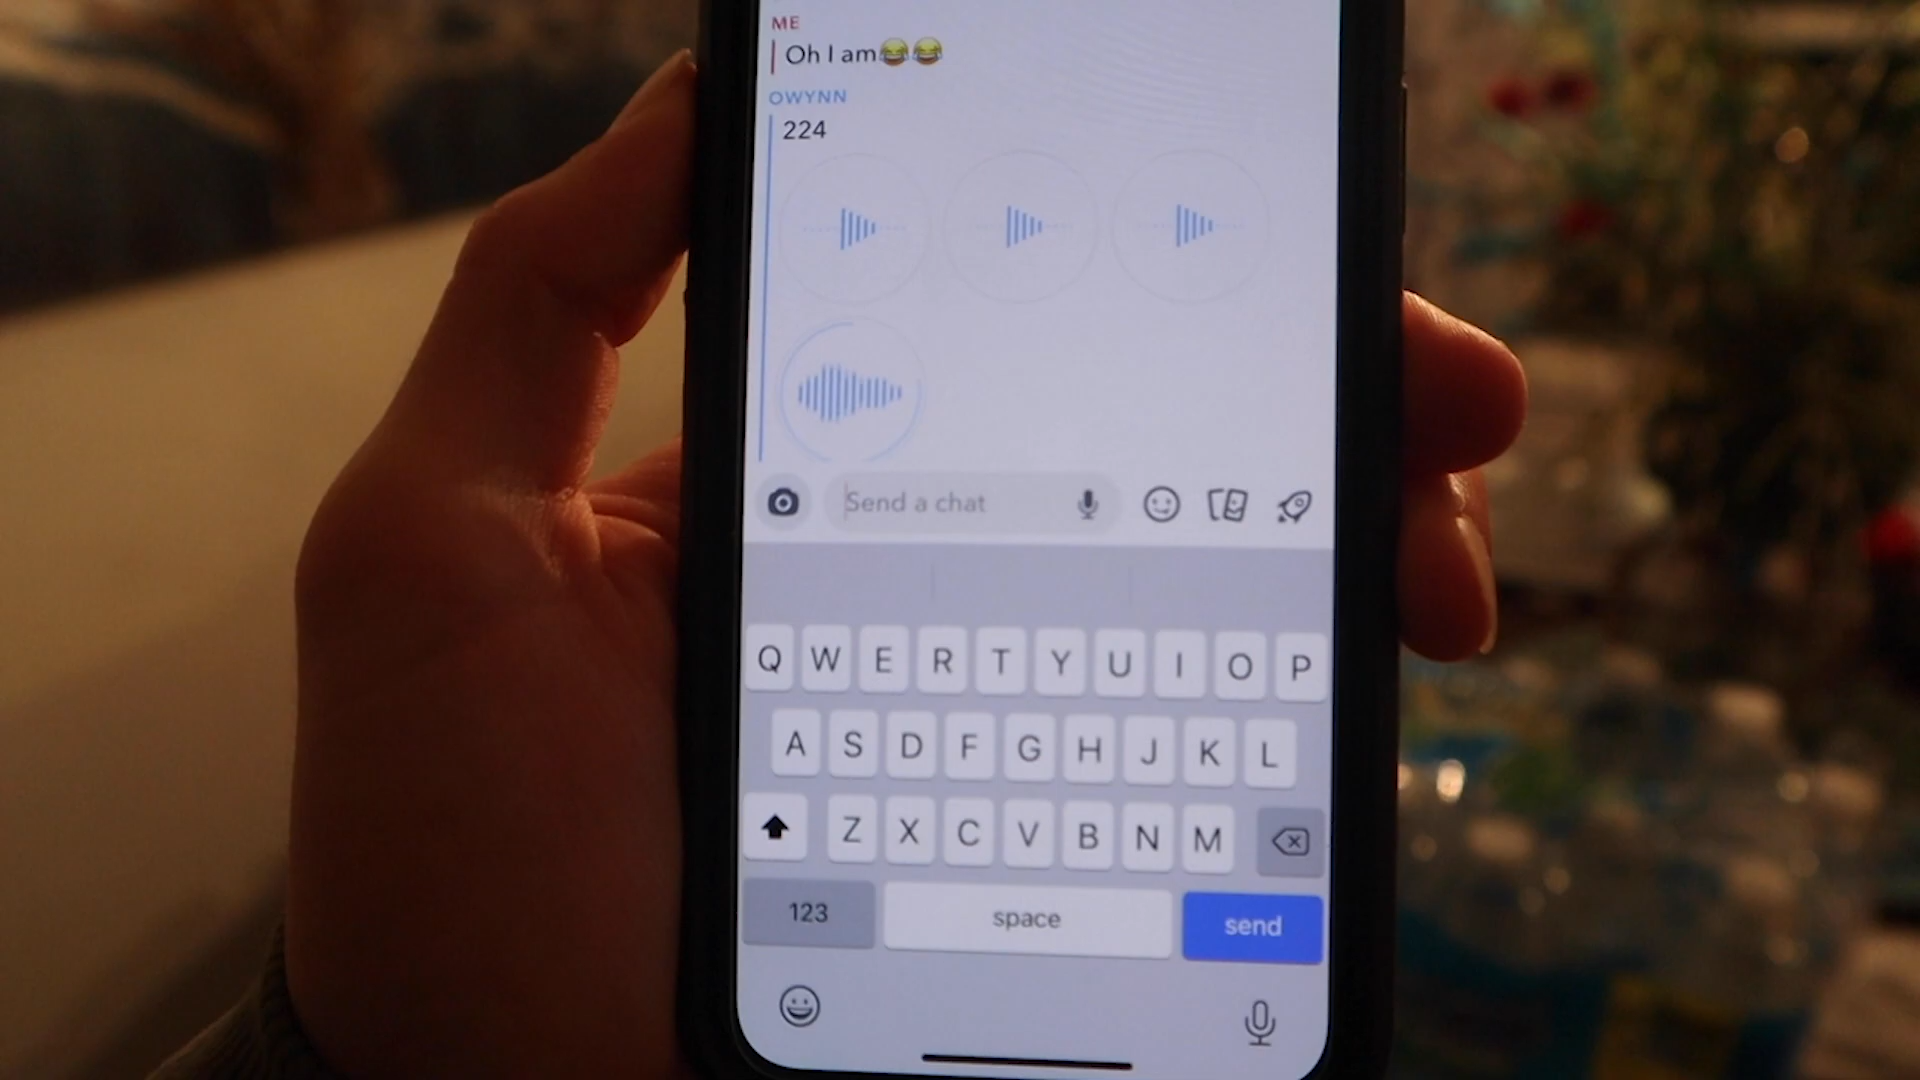 ME
Oh I am😂😂
OWYNN
224
Send a chat
Q W E R T Y U I O P
A S D F G H J K L
Z X C V B N M
123 space send